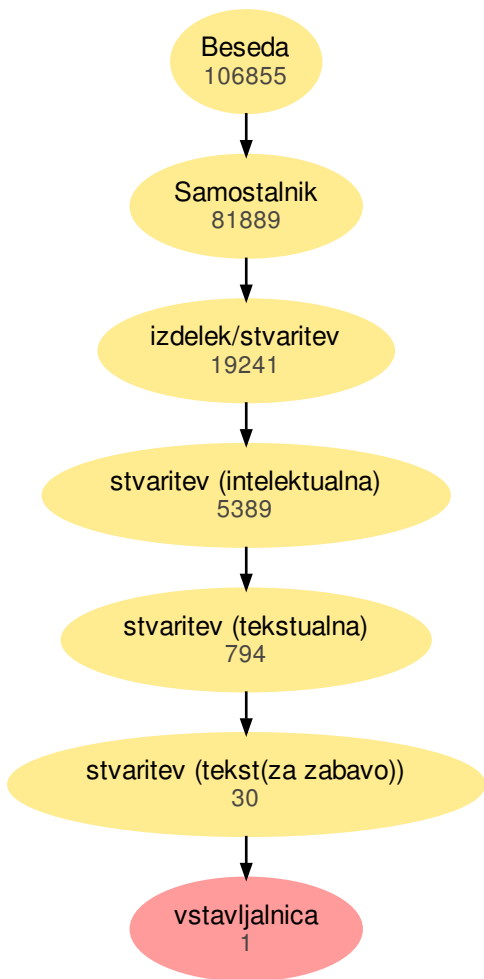 Beseda
106855
Samostalnik
81889
izdelek/stvaritev
19241
stvaritev (intelektualna)
5389
stvaritev (tekstualna)
794
stvaritev (tekst(za zabavo))
30
vstavljalnica
1